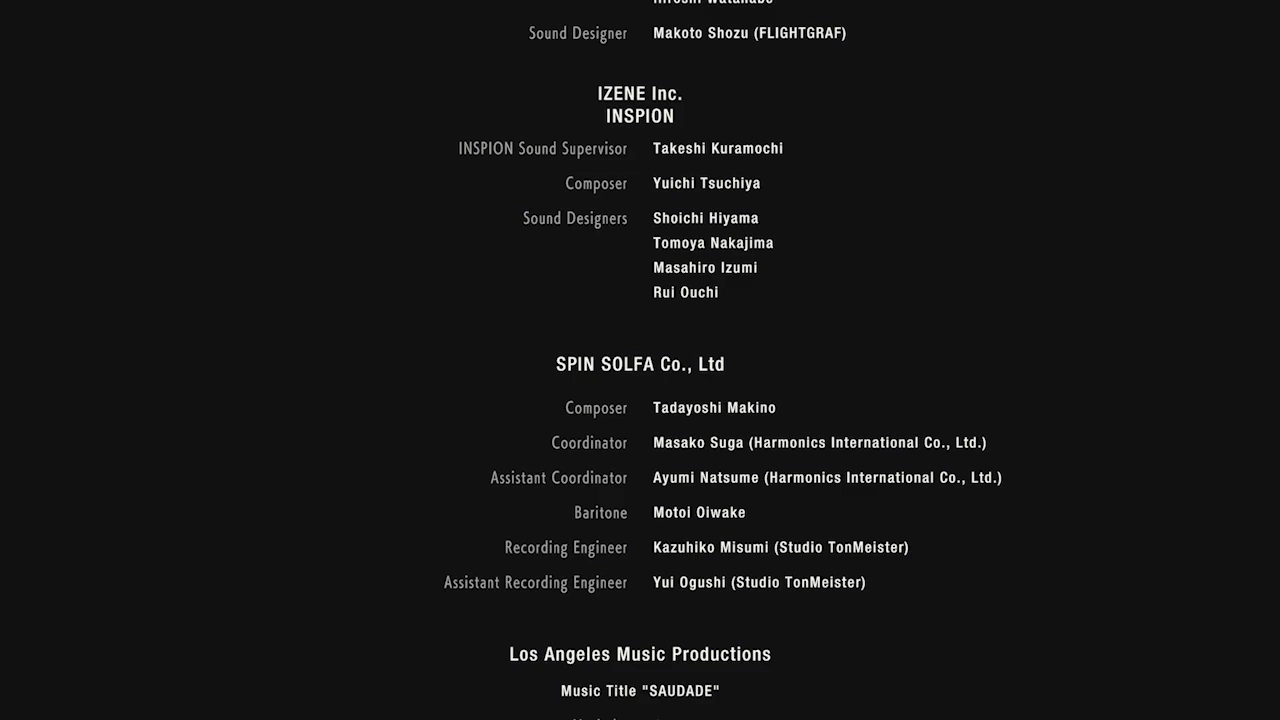 Hiroshi Watanabe
Sound Designer Makoto Shozu (FLIGHTGRAF)
IZENE Inc.
INSPION
INSPION Sound Supervisor Takeshi Kuramochi
Composer Yuichi Tsuchiya
Sound Designers Shoichi Hiyama
Tomoya Nakajima
Masahiro Izumi
Rui Ouchi
SPIN SOLFA Co., Ltd
Composer Tadayoshi Makino
Coordinator Masako Suga (Harmonics International Co., Ltd.)
Assistant Coordinator Ayumi Natsume (Harmonics International Co., Ltd.)
Baritone Motoi Oiwake
Recording Engineer Kazuhiko Misumi (Studio TonMeister)
Assistant Recording Engineer Yui Ogushi (Studio TonMeister)
Los Angeles Music Productions
Music Title "SAUDADE"